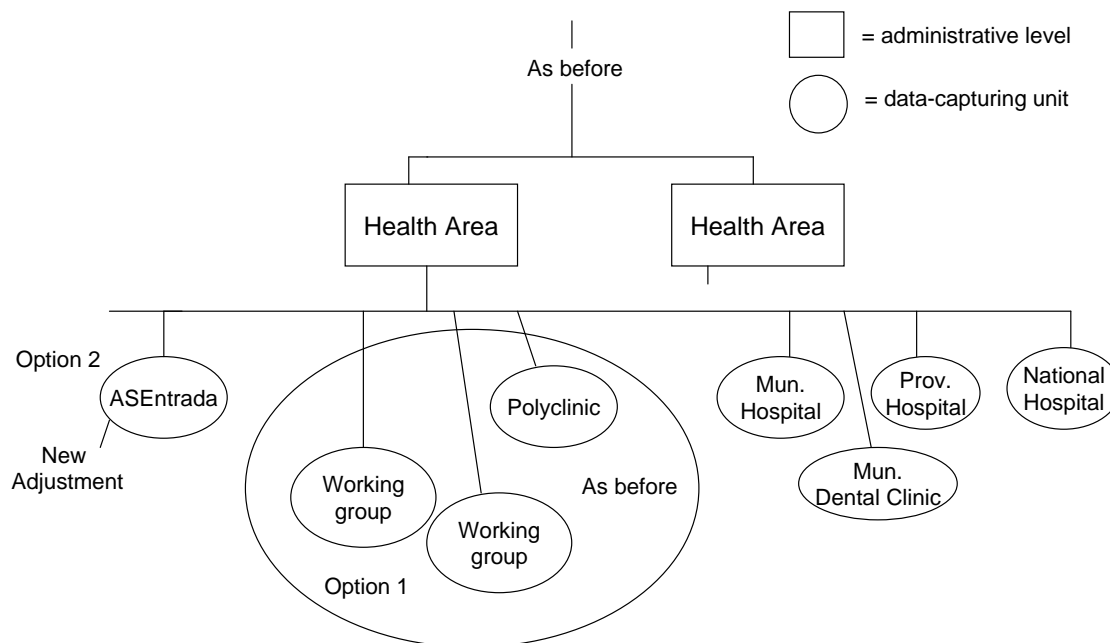 = administrative level
As before
= data-capturing unit
Health Area
Health Area
Option 2
ASEntrada
New
Adjustment
Polyclinic
Working
group
Working
group
As before
Option 1
Mun.
Hospital
Prov.
Hospital
National
Hospital
Mun.
Dental Clinic